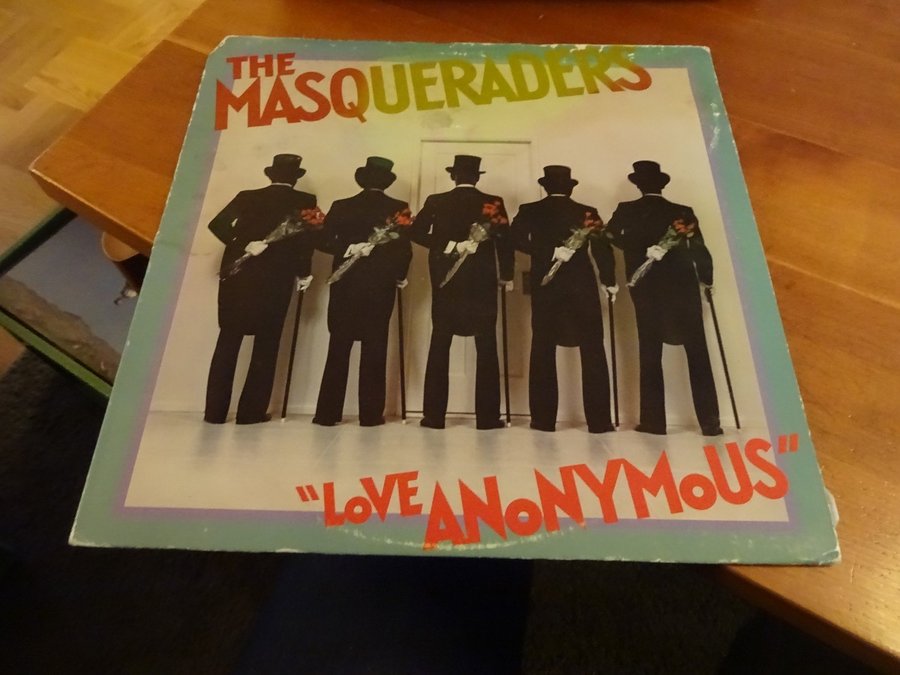 THE
MASQUERADERS
"LoVE ANoNYMoUS"